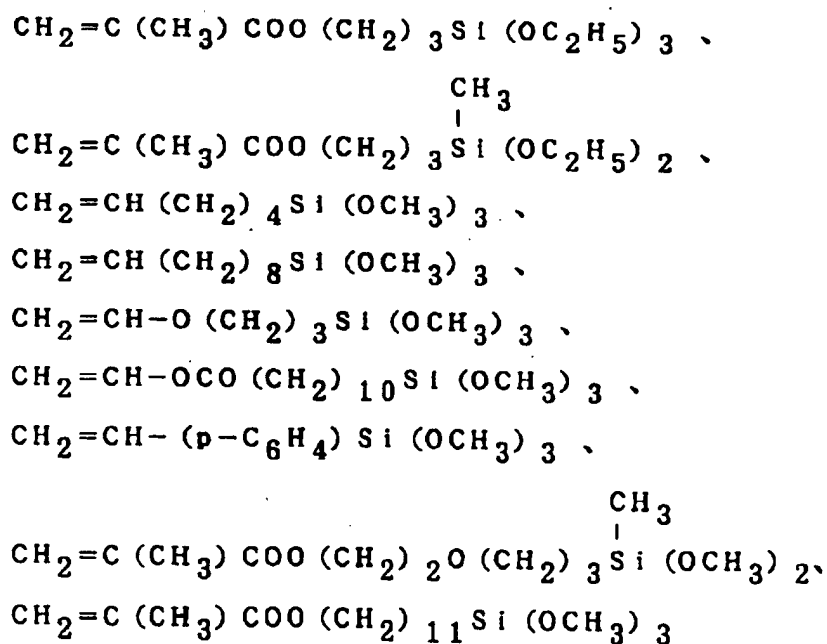 CH₂=C(CH₃)COO(CH₂)₃Si(OC₂H₅)₃、
CH₃
CH₂=C(CH₃)COO(CH₂)₃Si(OC₂H₅)₂、
CH₂=CH(CH₂)₄Si(OCH₃)₃、
CH₂=CH(CH₂)₈Si(OCH₃)₃、
CH₂=CH-O(CH₂)₃Si(OCH₃)₃、
CH₂=CH-OCO(CH₂)₁₀Si(OCH₃)₃、
CH₂=CH-(p-C₆H₄)Si(OCH₃)₃、
CH₃
CH₂=C(CH₃)COO(CH₂)₂O(CH₂)₃Si(OCH₃)₂、
CH₂=C(CH₃)COO(CH₂)₁₁Si(OCH₃)₃